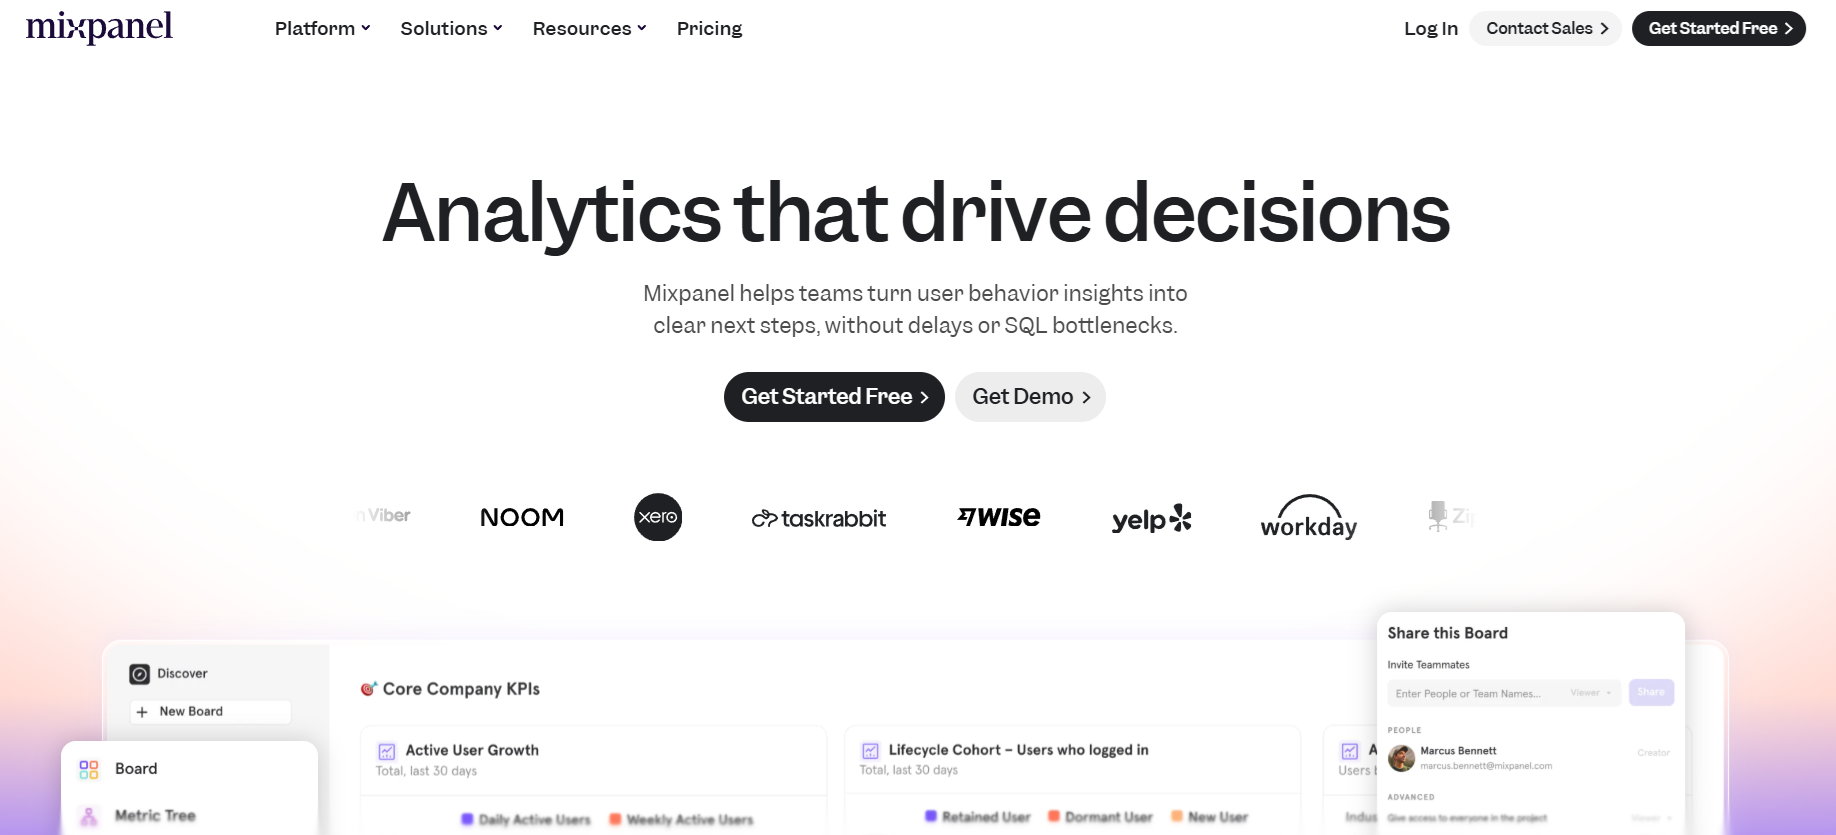 mixpanel
Platform
Solutions
Resources
Pricing
Log In
Contact Sales
Get Started Free
Analytics that drive decisions
Mixpanel helps teams turn user behavior insights into
clear next steps, without delays or SQL bottlenecks.
Get Started Free
Get Demo
Viber
NOOM
xero
taskrabbit
WISE
yelp
workday
Discover
New Board
Board
Metric Tree
Core Company KPIs
Active User Growth
Total, last 30 days
Daily Active Users
Weekly Active Users
Lifecycle Cohort – Users who logged in
Total, last 30 days
Retained User
Dormant User
New User
Users
Share this Board
Invite Teammates
Enter People or Team Names...
Viewer
Share
PEOPLE
Marcus Bennett
marcus.bennett@mixpanel.com
Creator
ADVANCED
Give access to everyone in the project
Viewer